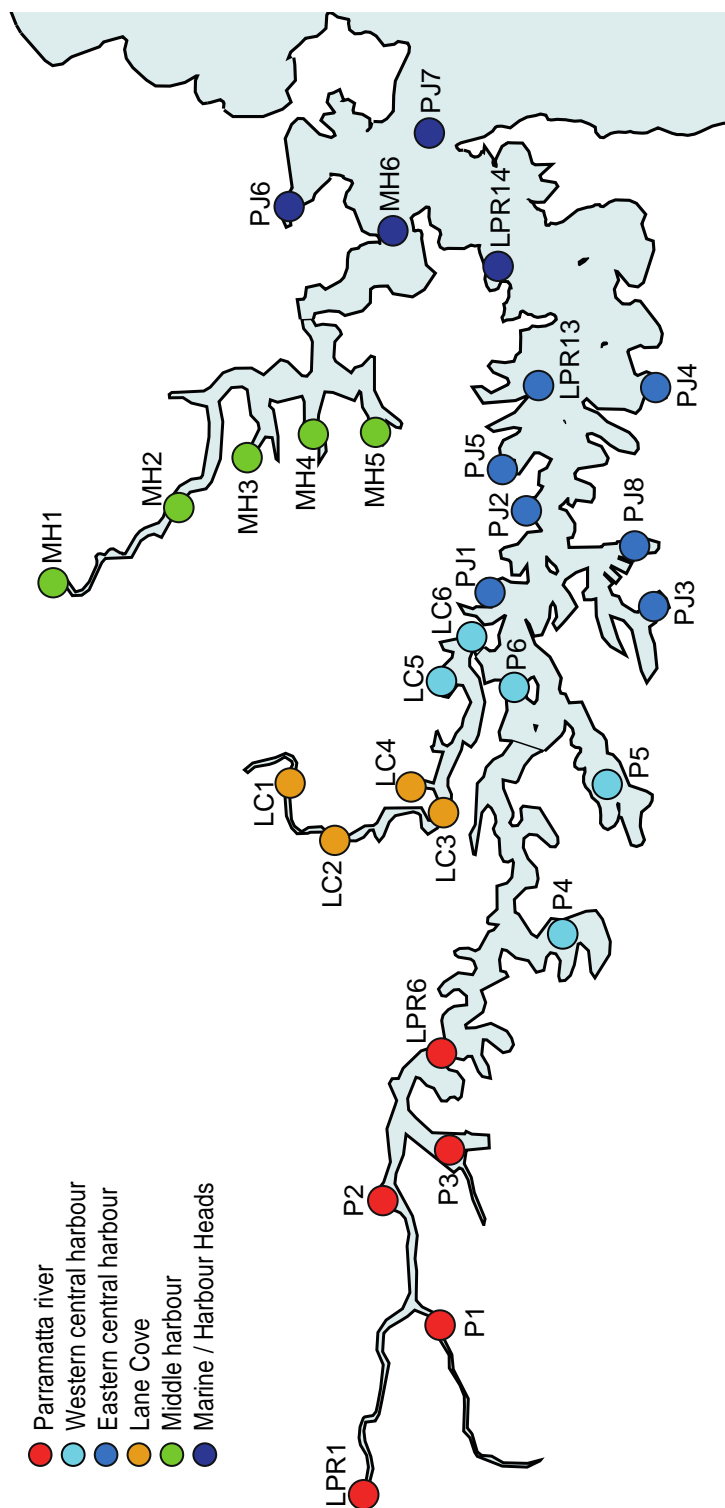 Parramatta river
Western central harbour
Eastern central harbour
Lane Cove
Middle harbour
Marine / Harbour Heads
LPR1
P1
P2
P3
LPR6
P4
P5
P6
LC1
LC2
LC3
LC4
LC5
LC6
PJ1
PJ2
PJ3
PJ8
PJ5
PJ4
LPR13
LPR14
MH1
MH2
MH3
MH4
MH5
MH6
PJ6
PJ7